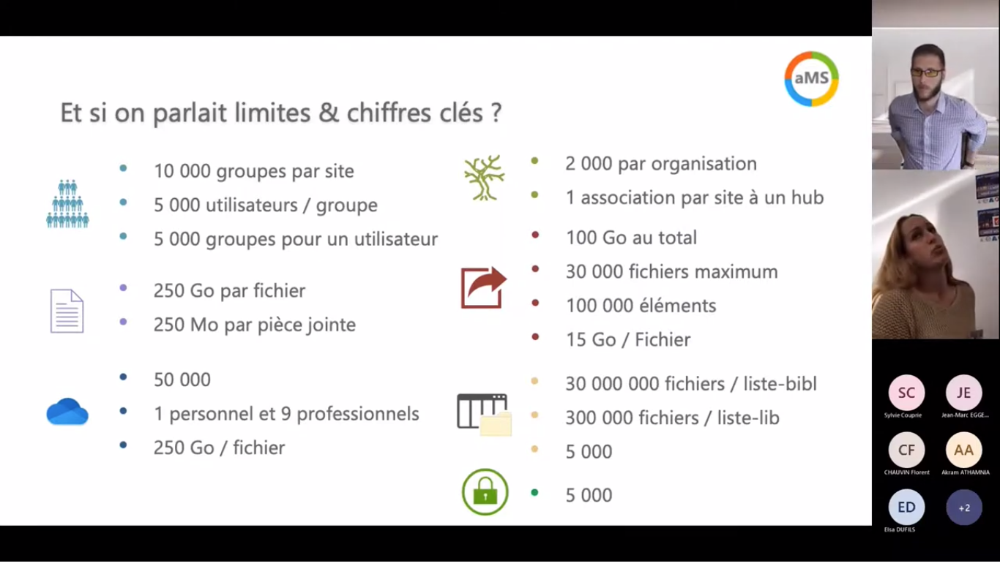 aMS
Et si on parlait limites & chiffres clés ?
10 000 groupes par site
5 000 utilisateurs / groupe
5 000 groupes pour un utilisateur
250 Go par fichier
250 Mo par pièce jointe
50 000
1 personnel et 9 professionnels
250 Go / fichier
2 000 par organisation
1 association par site à un hub
100 Go au total
30 000 fichiers maximum
100 000 éléments
15 Go / Fichier
30 000 000 fichiers / liste-bibl
300 000 fichiers / liste-lib
5 000
5 000
SC
Sylvie Couprie
JE
Jean-Marc EGGE...
CF
CHAUVIN Florent
AA
Akram ATHAMNIA
ED
Elsa DUFILS
+2